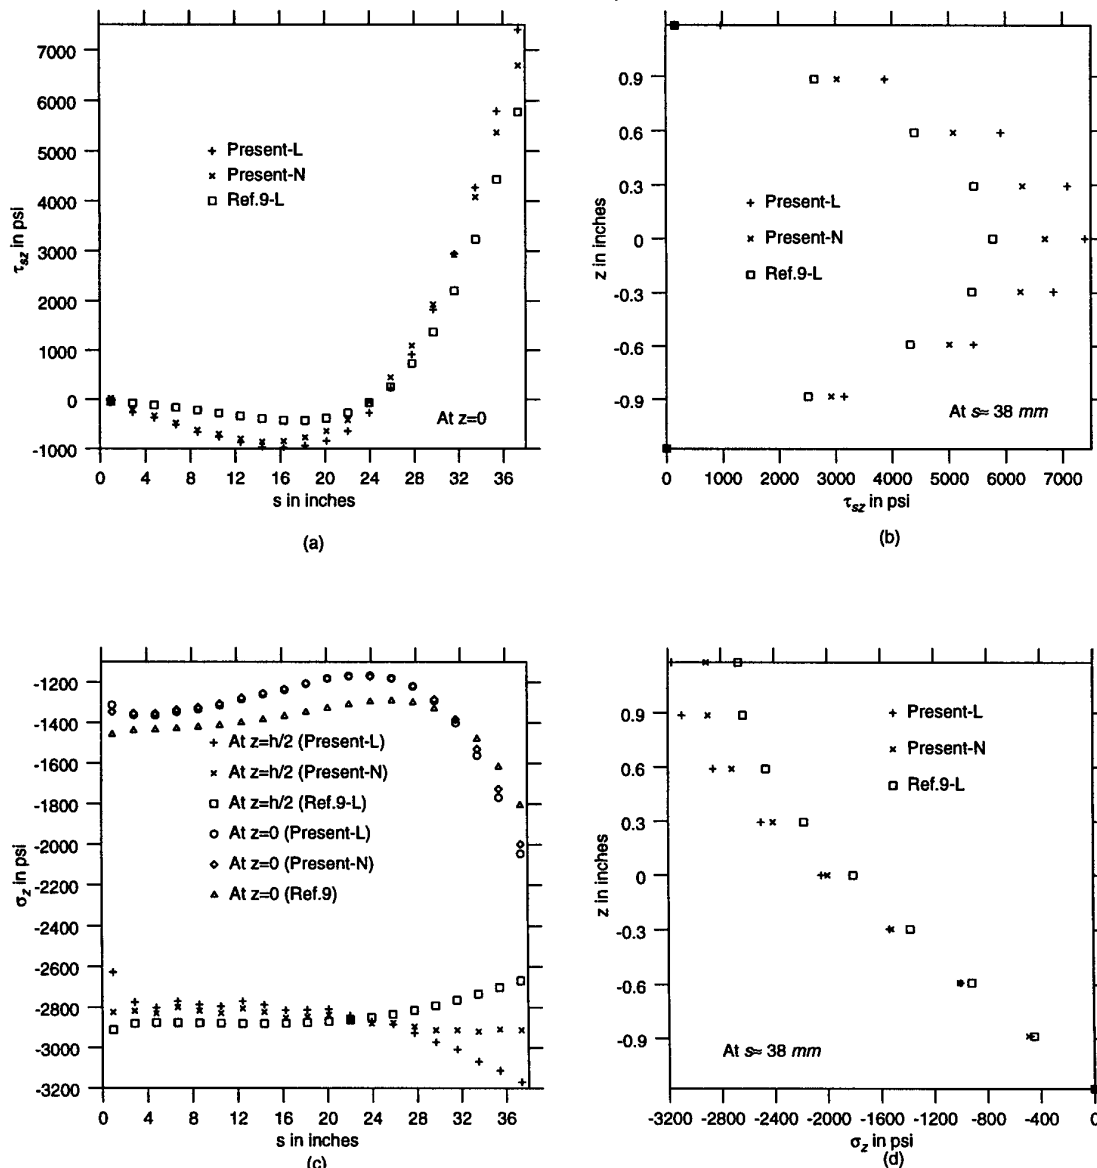 7000
6000
5000
4000
3000
2000
1000
0
-1000
τsz in psi
+ Present-L
× Present-N
□ Ref.9-L
At z=0
0 4 8 12 16 20 24 28 32 36
s in inches
(a)
0.9
0.6
0.3
0
-0.3
-0.6
-0.9
z in inches
+ Present-L
× Present-N
□ Ref.9-L
At s≈ 38 mm
0 1000 2000 3000 4000 5000 6000 7000
τsz in psi
(b)
-1200
-1400
-1600
-1800
-2000
-2200
-2400
-2600
-2800
-3000
-3200
σz in psi
+ At z=h/2 (Present-L)
× At z=h/2 (Present-N)
□ At z=h/2 (Ref.9-L)
○ At z=0 (Present-L)
◇ At z=0 (Present-N)
△ At z=0 (Ref.9)
0 4 8 12 16 20 24 28 32 36
s in inches
(c)
0.9
0.6
0.3
0
-0.3
-0.6
-0.9
z in inches
+ Present-L
× Present-N
□ Ref.9-L
At s≈ 38 mm
-3200 -2800 -2400 -2000 -1600 -1200 -800 -400 0
σz in psi
(d)